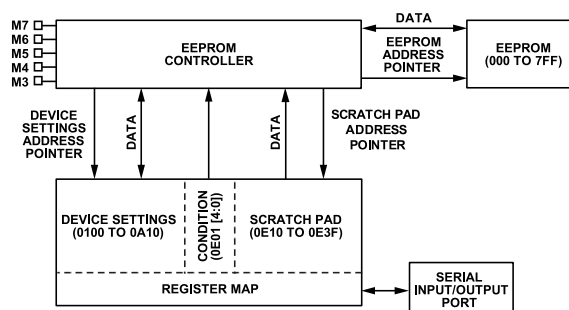 M7
M6
M5
M4
M3
EEPROM
CONTROLLER
DATA
EEPROM
ADDRESS
POINTER
EEPROM
(000 TO 7FF)
DEVICE
SETTINGS
ADDRESS
POINTER
DATA
DATA
SCRATCH PAD
ADDRESS
POINTER
DEVICE SETTINGS
(0100 TO 0A10)
CONDITION
(0E01 [4:0])
SCRATCH PAD
(0E10 TO 0E3F)
REGISTER MAP
SERIAL
INPUT/OUTPUT
PORT